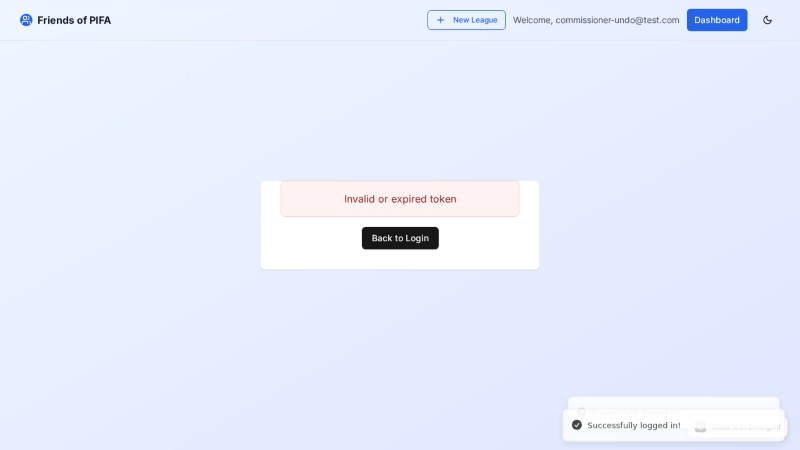 Friends of PIFA
New League
Welcome, commissioner-undo@test.com
Dashboard
Invalid or expired token
Back to Login
Successfully logged in!